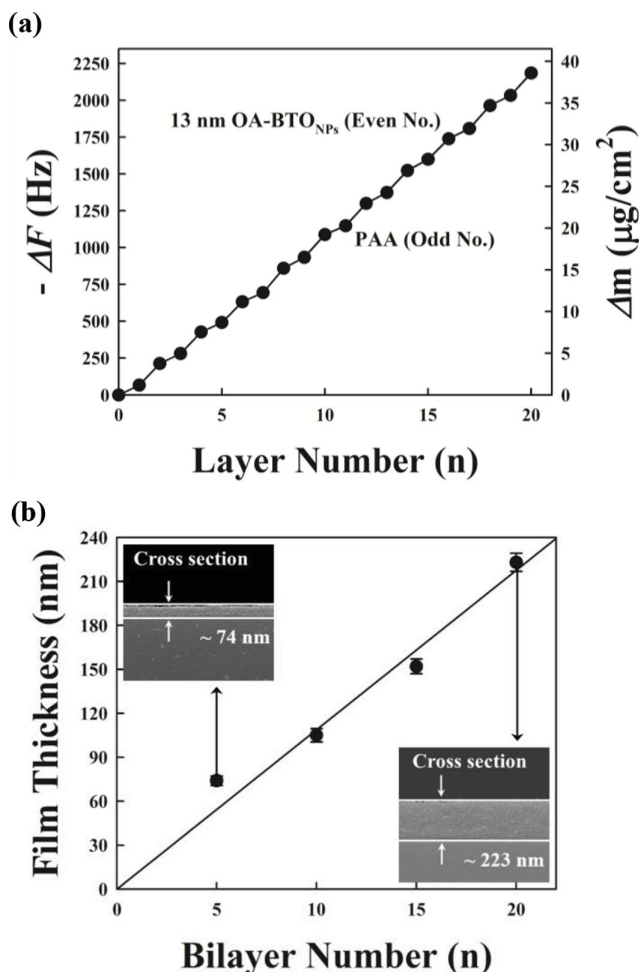 (a)
2250
2000
1750
1500
1250
1000
750
500
250
0
- ΔF (Hz)
13 nm OA-BTO_NPs (Even No.)
PAA (Odd No.)
40
30
20
10
5
0
Δm (μg/cm²)
0 5 10 15 20
Layer Number (n)
(b)
240
210
180
150
120
90
60
30
0
Film Thickness (nm)
Cross section
~ 74 nm
Cross section
~ 223 nm
0 5 10 15 20
Bilayer Number (n)